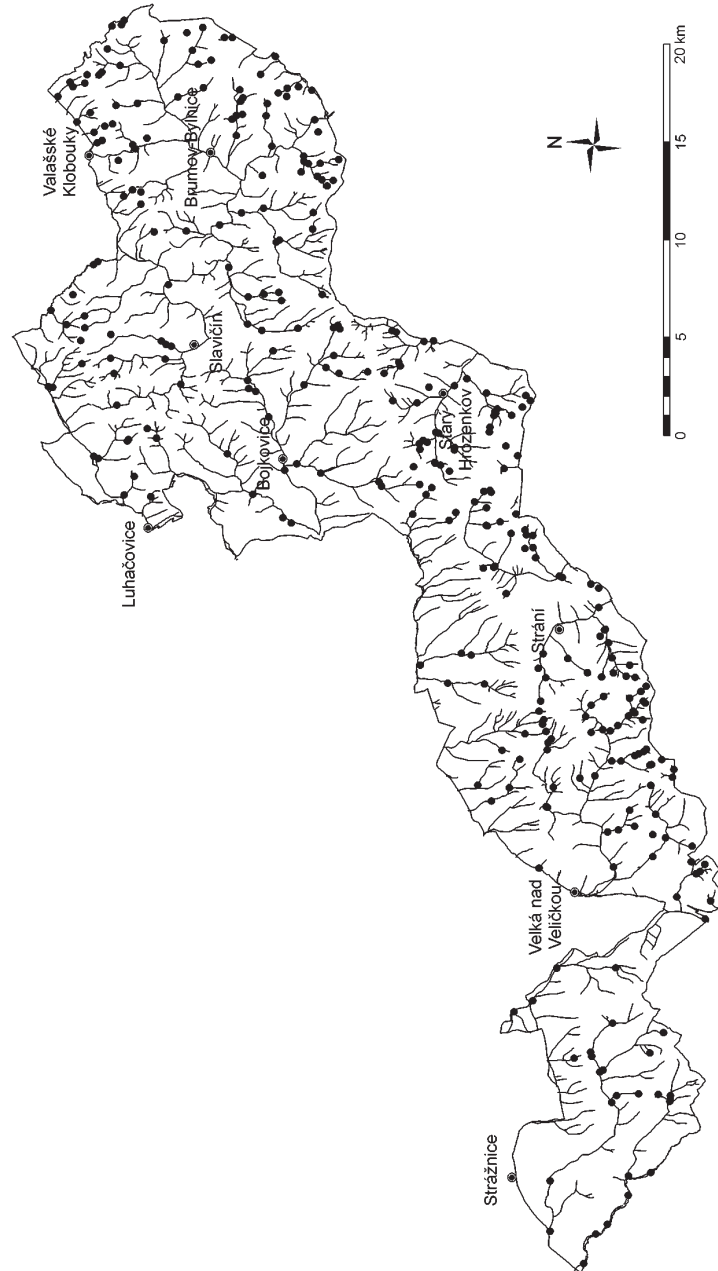 Valašské
Klobouky
Brumov-Bylnice
Slavičín
Luhačovice
Bojkovice
Starý
Hrozenkov
Strání
Velká nad
Veličkou
Strážnice
N
0 5 10 15 20 km